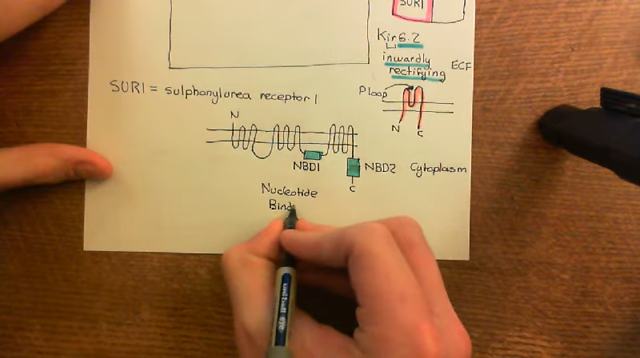 SUR1
Kir6.2
inwardly
rectifying
ECF
P loop
N
C
SUR1 = sulphonylurea receptor 1
N
NBD1
NBD2
Cytoplasm
C
Nucleotide
Bind